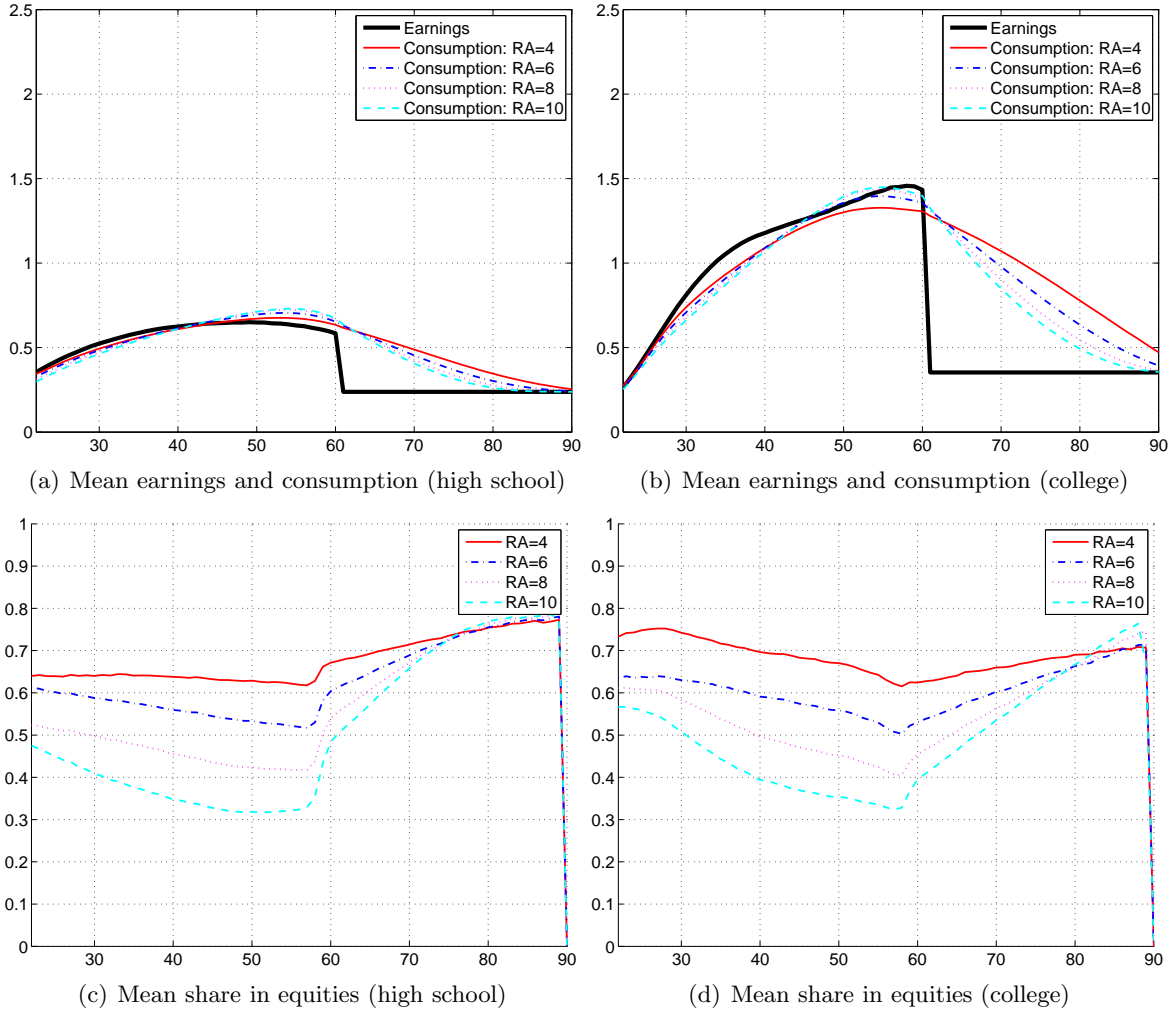 2.5
2
1.5
1
0.5
0
30 40 50 60 70 80 90
Earnings
Consumption: RA=4
Consumption: RA=6
Consumption: RA=8
Consumption: RA=10
(a) Mean earnings and consumption (high school)
2.5
2
1.5
1
0.5
0
30 40 50 60 70 80 90
Earnings
Consumption: RA=4
Consumption: RA=6
Consumption: RA=8
Consumption: RA=10
(b) Mean earnings and consumption (college)
1
0.9
0.8
0.7
0.6
0.5
0.4
0.3
0.2
0.1
0
30 40 50 60 70 80 90
RA=4
RA=6
RA=8
RA=10
(c) Mean share in equities (high school)
1
0.9
0.8
0.7
0.6
0.5
0.4
0.3
0.2
0.1
0
30 40 50 60 70 80 90
RA=4
RA=6
RA=8
RA=10
(d) Mean share in equities (college)